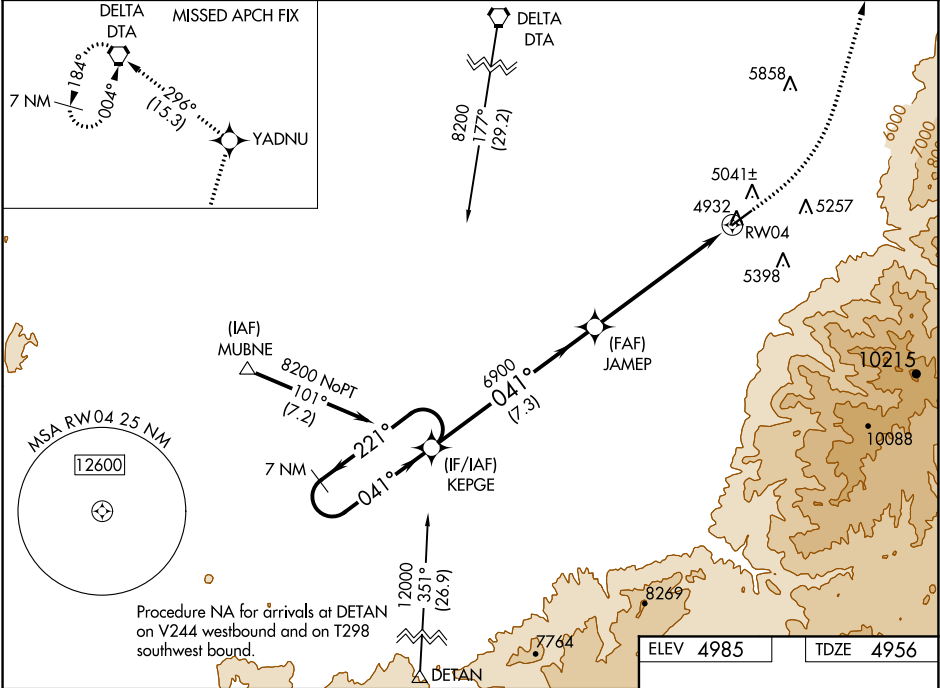 DELTA
DTA
MISSED APCH FIX
184°
004°
7 NM
296°
(15.3)
YADNU
DELTA
DTA
8200
177°
(29.2)
5858
6000
7000
5041±
4932
5257
RW04
5398
(IAF)
MUBNE
8200 NoPT
101°
(7.2)
6900
041°
(7.3)
(FAF)
JAMEP
10215
10088
MSA RW04 25 NM
12600
221°
7 NM
041°
(IF/IAF)
KEPGE
12000
351°
(26.9)
Procedure NA for arrivals at DETAN
on V244 westbound and on T298
southwest bound.
8269
7764
DETAN
ELEV 4985
TDZE 4956